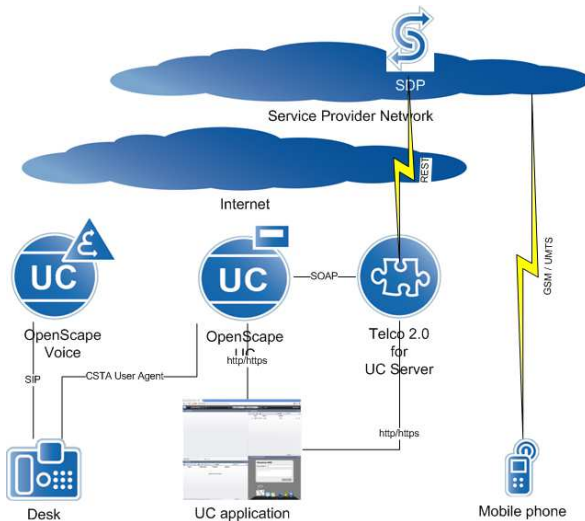 SDP
Service Provider Network
REST
Internet
GSM / UMTS
UC
UC
SOAP
OpenScape
Voice
OpenScape
UC
Telco 2.0
for
UC Server
http/https
SIP
CSTA User Agent
http/https
Desk
UC application
Mobile phone